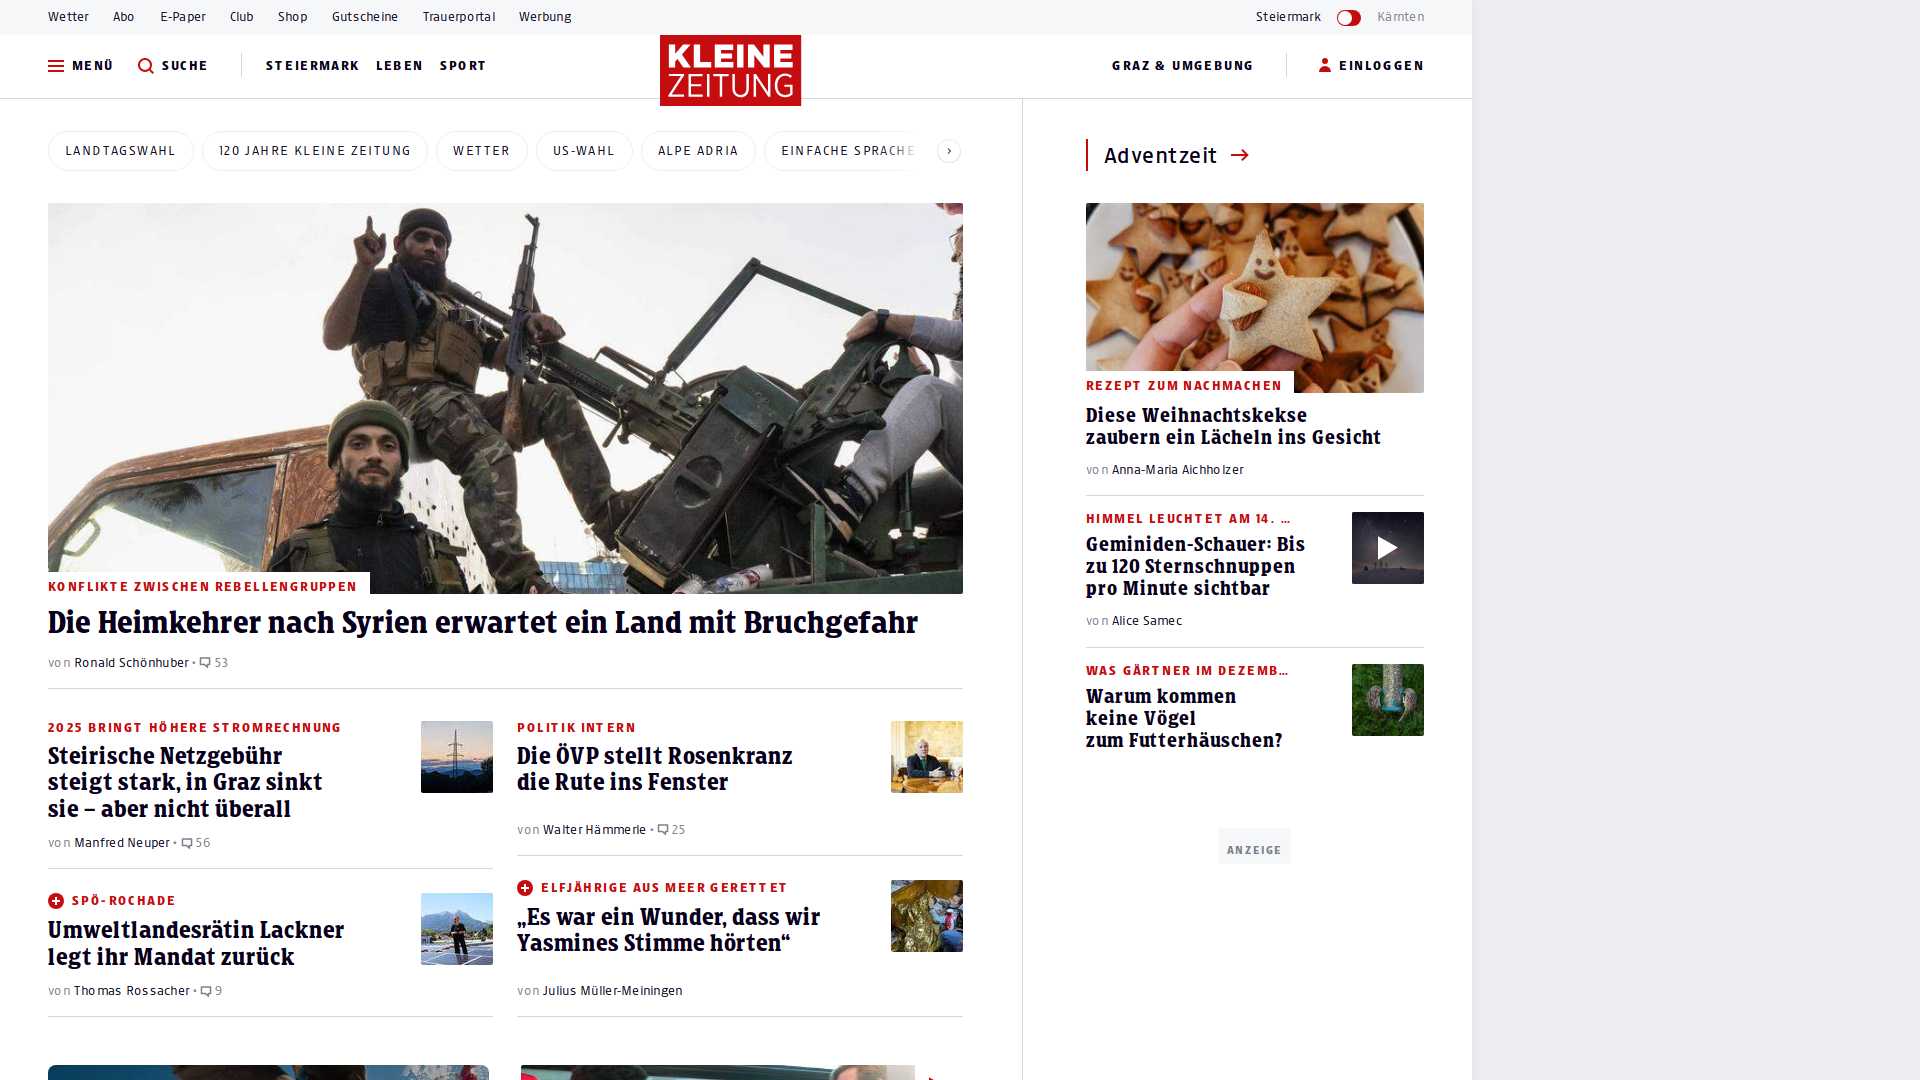 Wetter Abo E-Paper Club Shop Gutscheine Trauerportal Werbung
Steiermark Kärnten
MENÜ SUCHE STEIERMARK LEBEN SPORT
KLEINE
ZEITUNG
GRAZ & UMGEBUNG EINLOGGEN
LANDTAGSWAHL 120 JAHRE KLEINE ZEITUNG WETTER US-WAHL ALPE ADRIA EINFACHE SPRACHE
KONFLIKTE ZWISCHEN REBELLENGRUPPEN
Die Heimkehrer nach Syrien erwartet ein Land mit Bruchgefahr
von Ronald Schönhuber • 53
2025 BRINGT HÖHERE STROMRECHNUNG
Steirische Netzgebühr
steigt stark, in Graz sinkt
sie – aber nicht überall
von Manfred Neuper • 56
POLITIK INTERN
Die ÖVP stellt Rosenkranz
die Rute ins Fenster
von Walter Hämmerle • 25
SPÖ-ROCHADE
Umweltlandesrätin Lackner
legt ihr Mandat zurück
von Thomas Rossacher • 9
ELFJÄHRIGE AUS MEER GERETTET
„Es war ein Wunder, dass wir
Yasmines Stimme hörten“
von Julius Müller-Meiningen
Adventzeit
REZEPT ZUM NACHMACHEN
Diese Weihnachtskekse
zaubern ein Lächeln ins Gesicht
von Anna-Maria Aichholzer
HIMMEL LEUCHTET AM 14. …
Geminiden-Schauer: Bis
zu 120 Sternschnuppen
pro Minute sichtbar
von Alice Samec
WAS GÄRTNER IM DEZEMB…
Warum kommen
keine Vögel
zum Futterhäuschen?
ANZEIGE